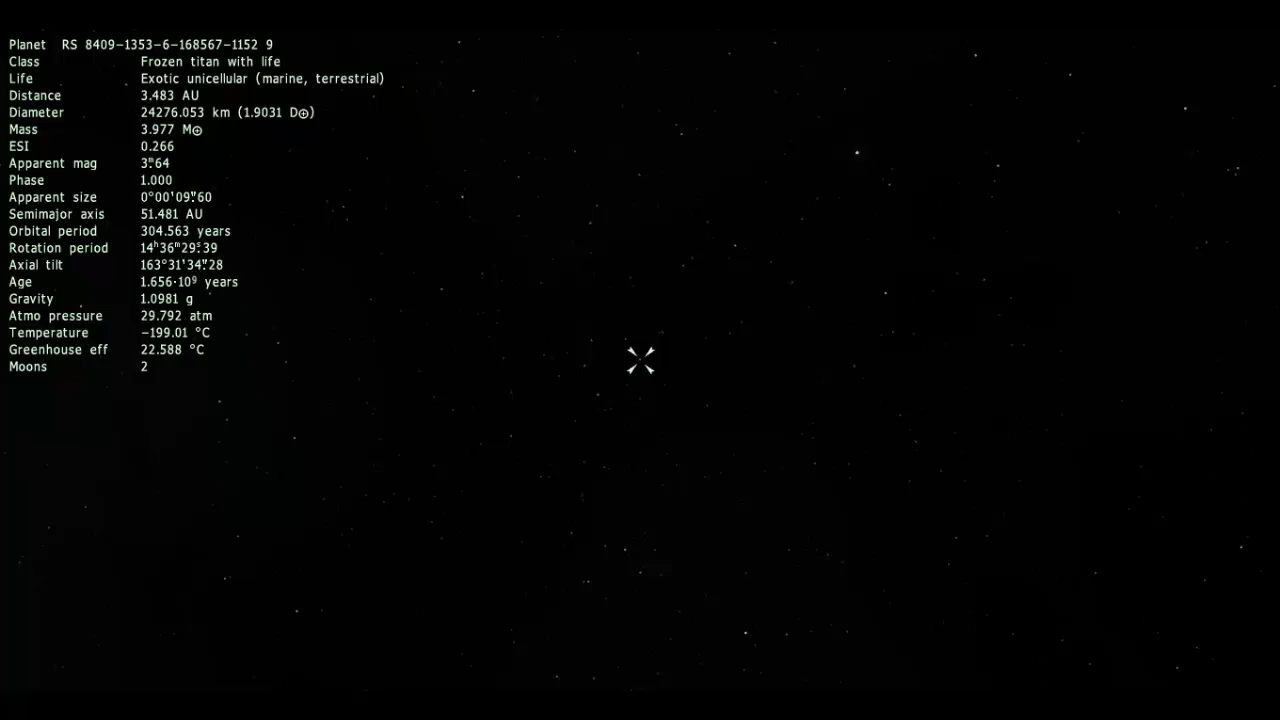 Planet RS 8409-1353-6-168567-1152 9
Class Frozen titan with life
Life Exotic unicellular (marine, terrestrial)
Distance 3.483 AU
Diameter 24276.053 km (1.9031 D⊕)
Mass 3.977 M⊕
ESI 0.266
Apparent mag 3ᵐ.64
Phase 1.000
Apparent size 0°00'09".60
Semimajor axis 51.481 AU
Orbital period 304.563 years
Rotation period 14ʰ36ᵐ29ˢ.39
Axial tilt 163°31'34".28
Age 1.656·10⁹ years
Gravity 1.0981 g
Atmo pressure 29.792 atm
Temperature -199.01 °C
Greenhouse eff 22.588 °C
Moons 2